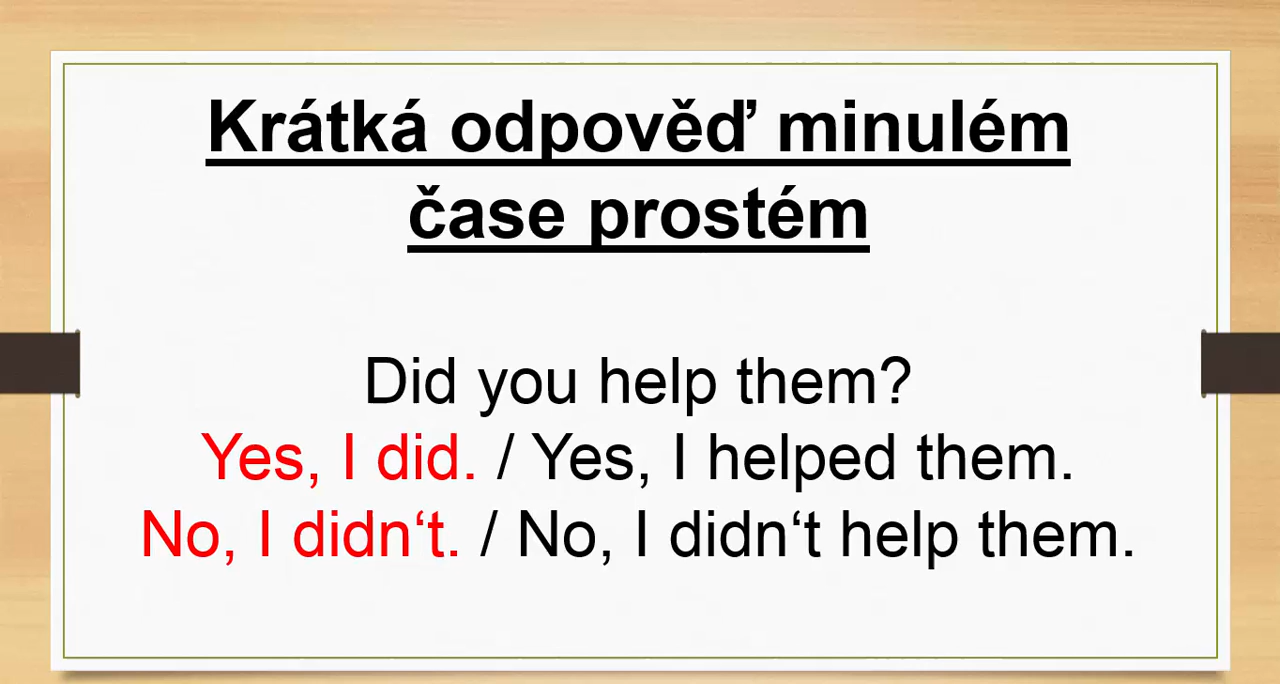 Krátká odpověď minulém
čase prostém
Did you help them?
Yes, I did. / Yes, I helped them.
No, I didn‘t. / No, I didn‘t help them.